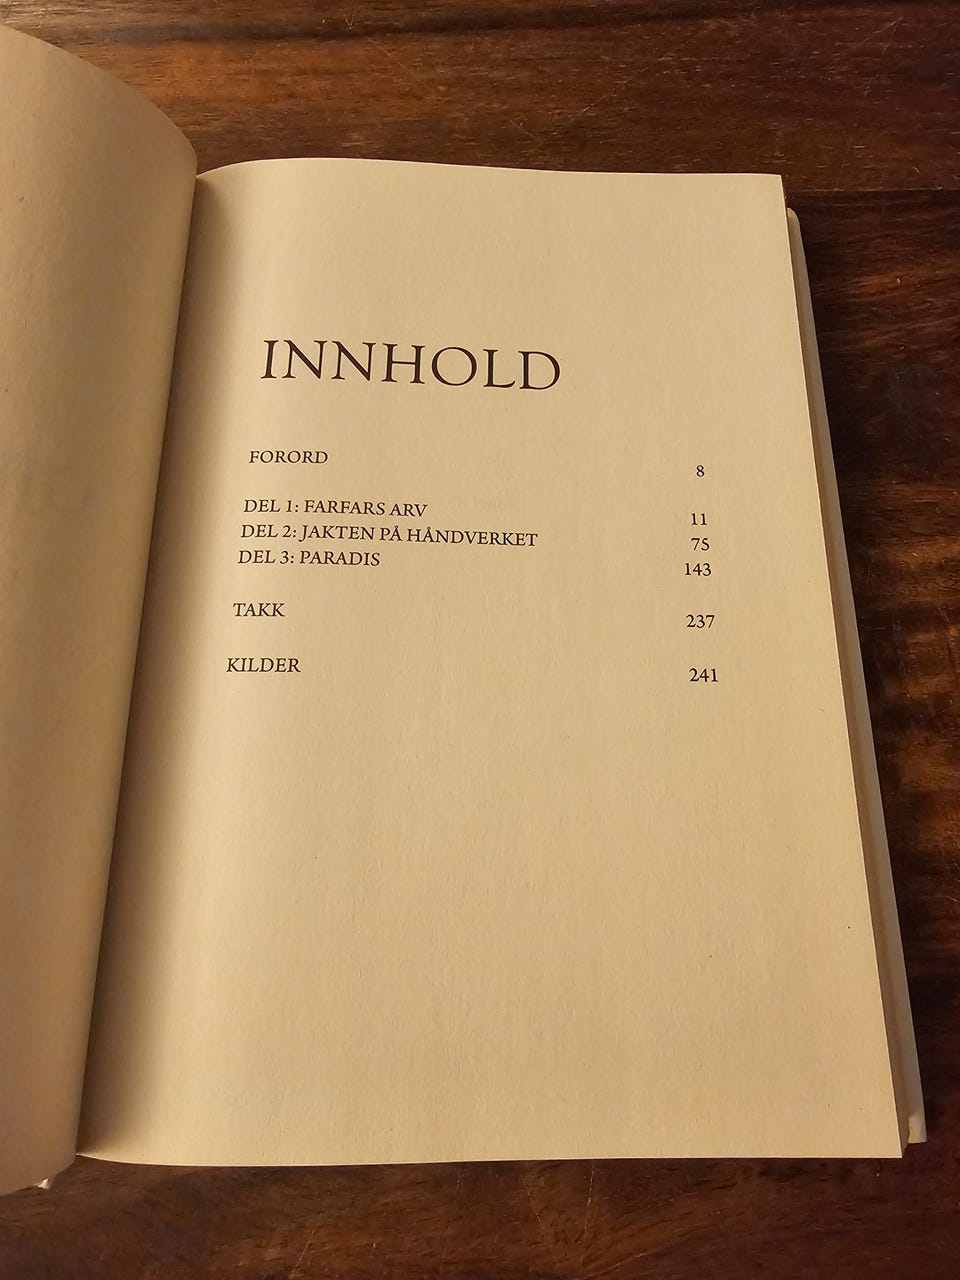 INNHOLD
FORORD 8
DEL 1: FARFARS ARV 11
DEL 2: JAKTEN PÅ HÅNDVERKET 75
DEL 3: PARADIS 143
TAKK 237
KILDER 241